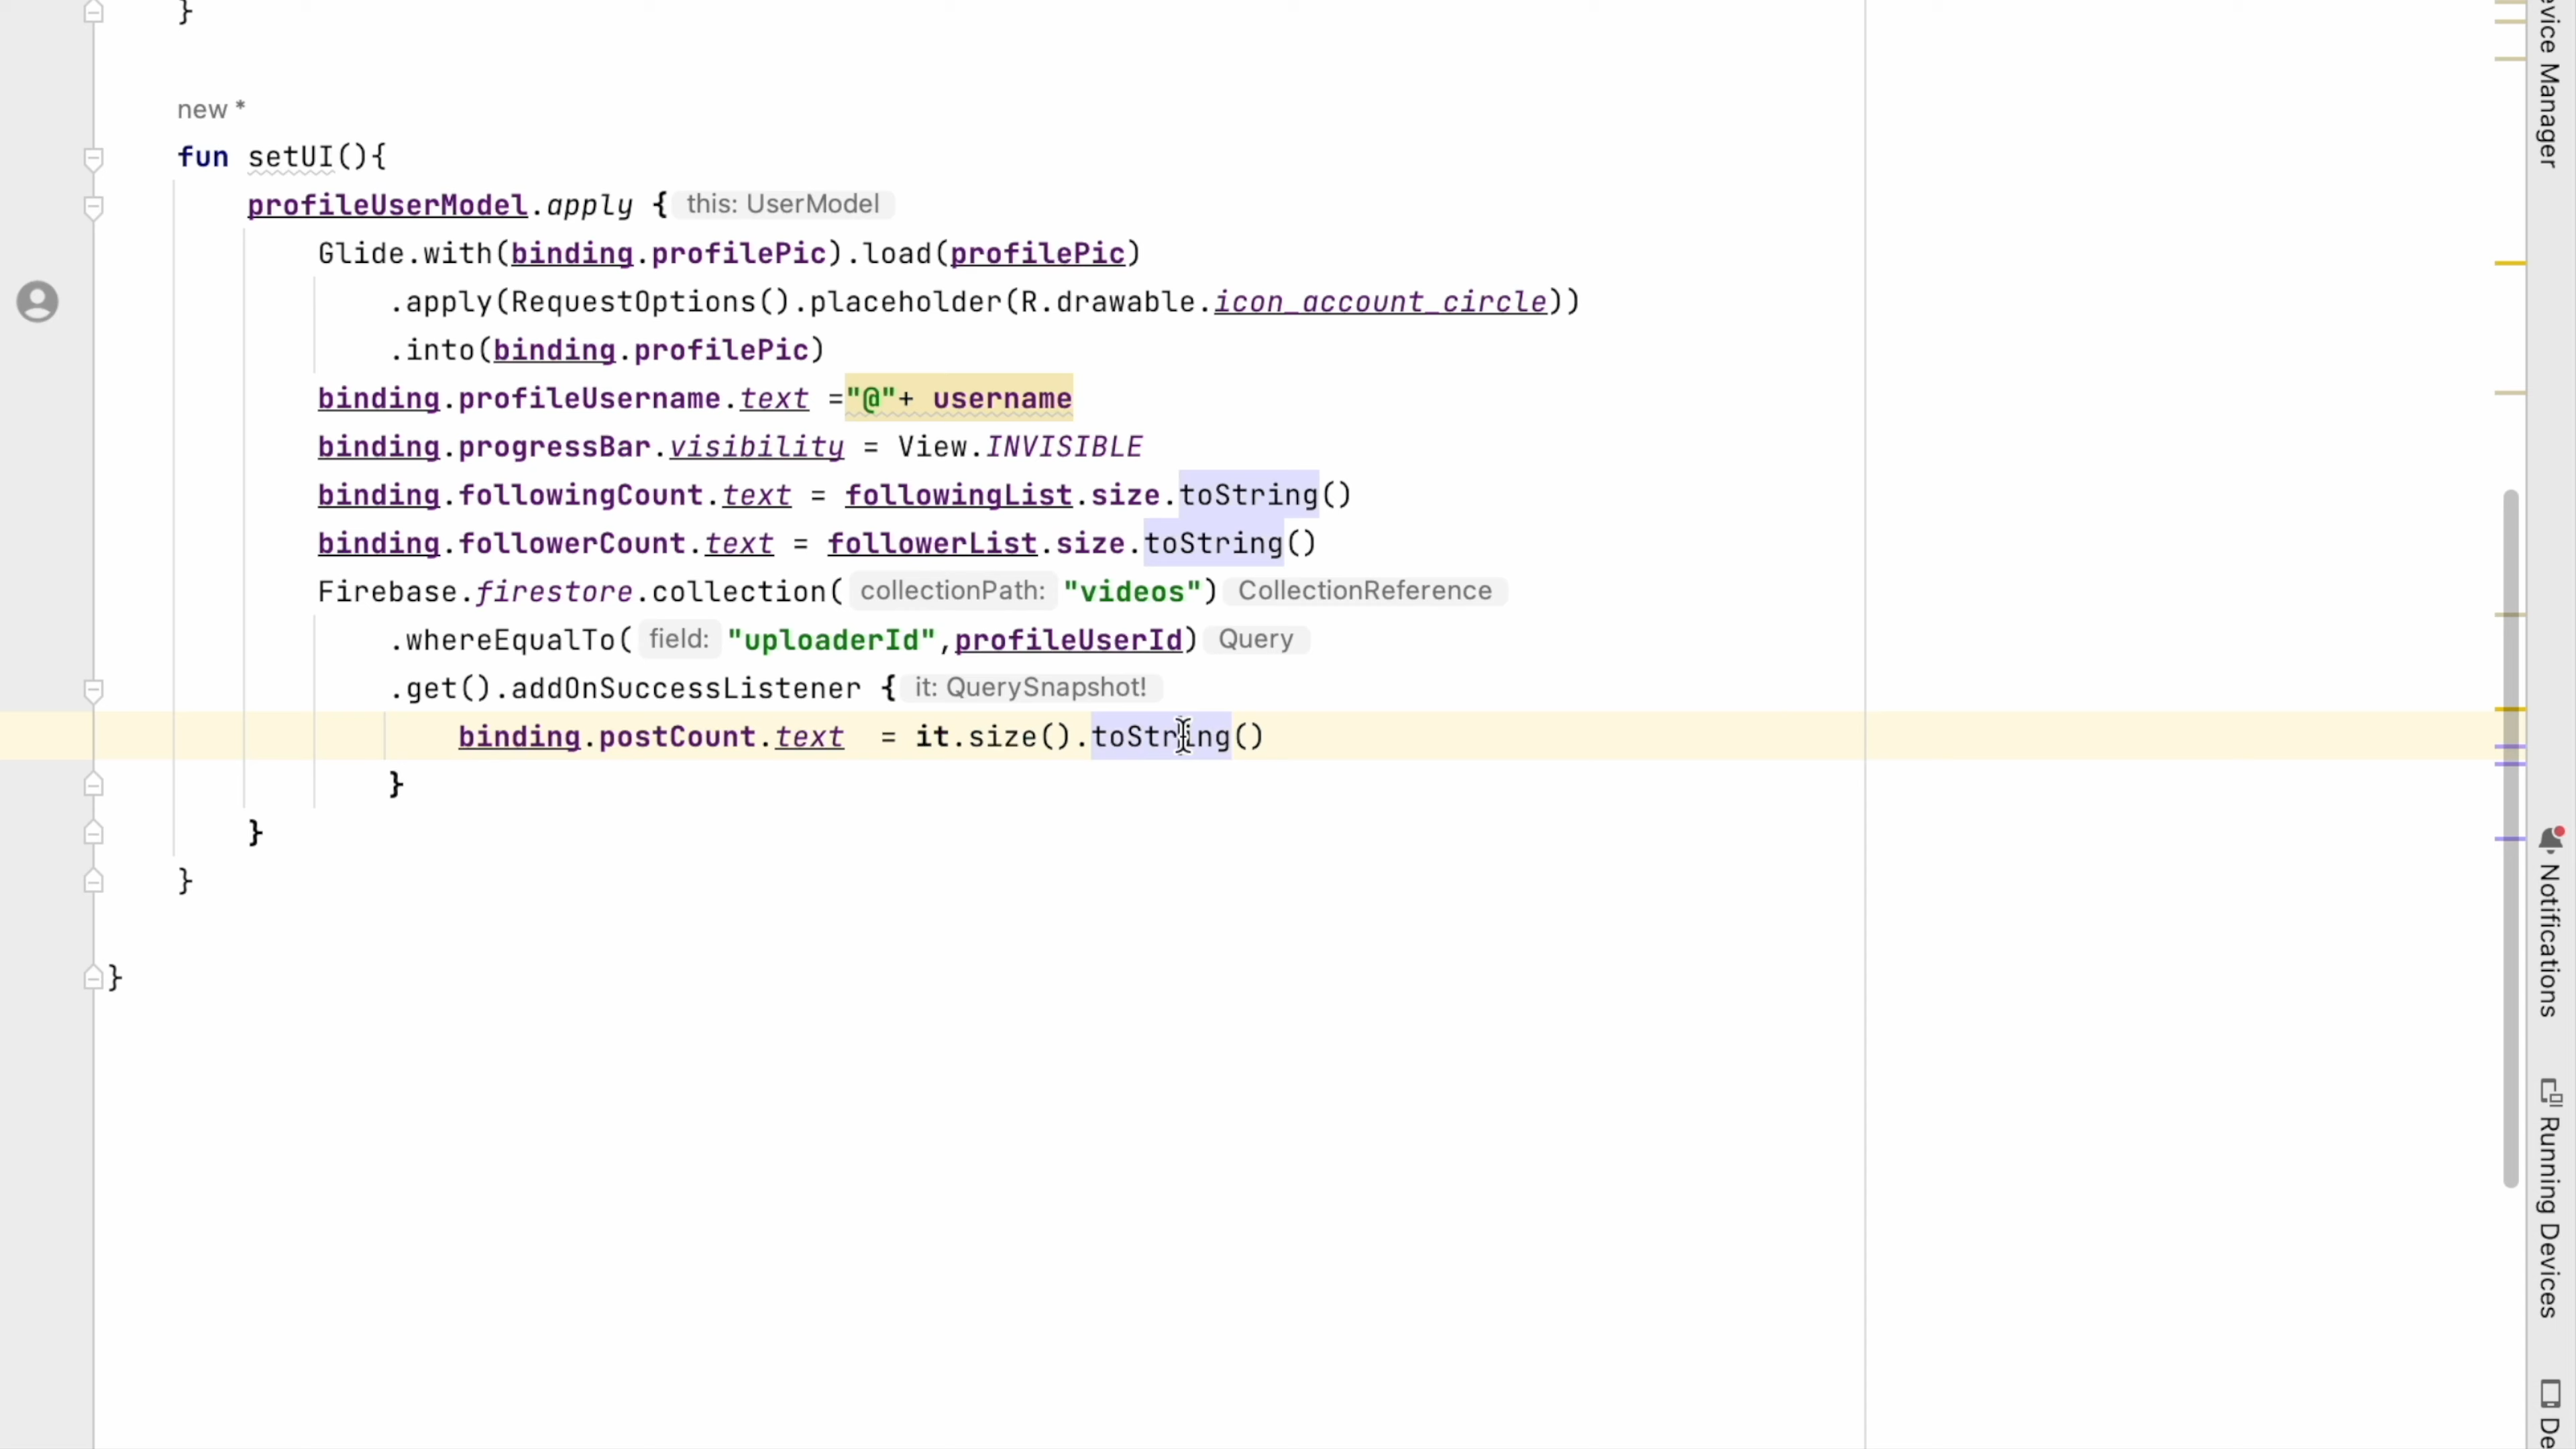 }
new *
fun setUI(){
profileUserModel.apply { this: UserModel
Glide.with(binding.profilePic).load(profilePic)
.apply(RequestOptions().placeholder(R.drawable.icon_account_circle))
.into(binding.profilePic)
binding.profileUsername.text ="@"+ username
binding.progressBar.visibility = View.INVISIBLE
binding.followingCount.text = followingList.size.toString()
binding.followerCount.text = followerList.size.toString()
Firebase.firestore.collection( collectionPath: "videos") CollectionReference
.whereEqualTo( field: "uploaderId",profileUserId) Query
.get().addOnSuccessListener { it: QuerySnapshot!
binding.postCount.text  = it.size().toString()
}
}
}
}
Manager
Notifications
Running Devices